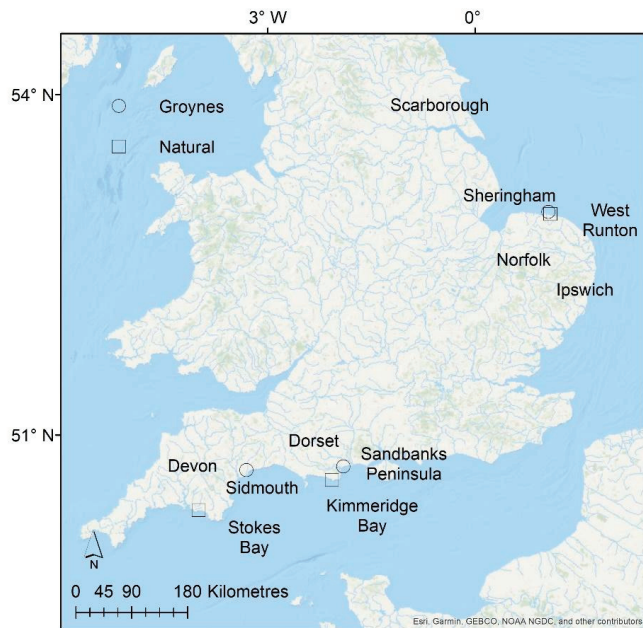 3° W
0°
54° N
Groynes
Natural
Scarborough
Sheringham
West
Runton
Norfolk
Ipswich
51° N
Dorset
Sandbanks
Peninsula
Devon
Sidmouth
Kimmeridge
Bay
Stokes
Bay
N
0 45 90 180 Kilometres
Esri, Garmin, GEBCO, NOAA NGDC, and other contributors